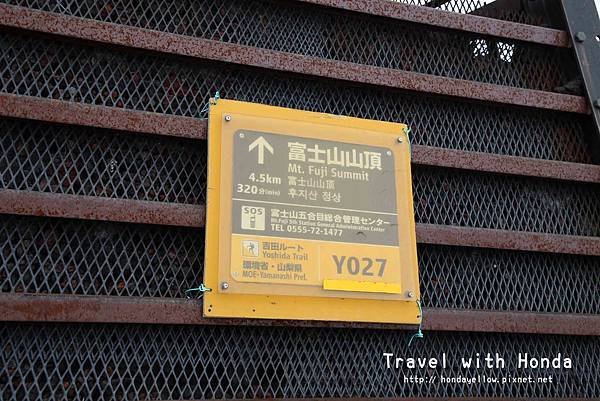 富士山山頂
Mt. Fuji Summit
4.5km
富士山山顶
320分(min)
후지산 정상
SOS
富士山五合目総合管理センター
Mt.Fuji 5th Station General Administration Center
TEL 0555-72-1477
吉田ルート
Yoshida Trail
環境省・山梨県
MOE・Yamanashi Pref.
Y027
Travel with Honda
http://hondayellow.pixnet.net